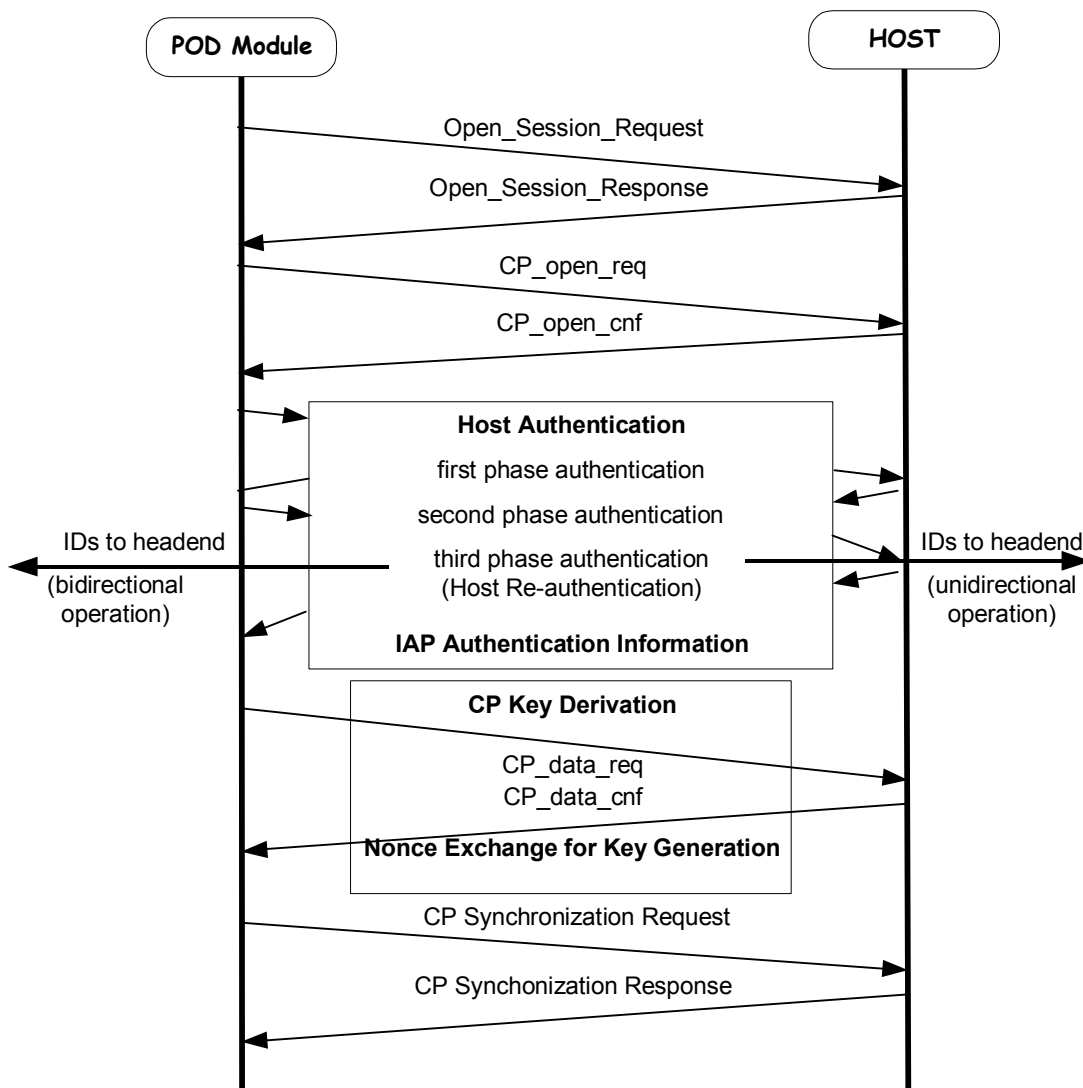 POD Module
HOST
Open_Session_Request
Open_Session_Response
CP_open_req
CP_open_cnf
Host Authentication
first phase authentication
second phase authentication
IDs to headend
(bidirectional
operation)
third phase authentication
(Host Re-authentication)
IDs to headend
(unidirectional
operation)
IAP Authentication Information
CP Key Derivation
CP_data_req
CP_data_cnf
Nonce Exchange for Key Generation
CP Synchronization Request
CP Synchonization Response